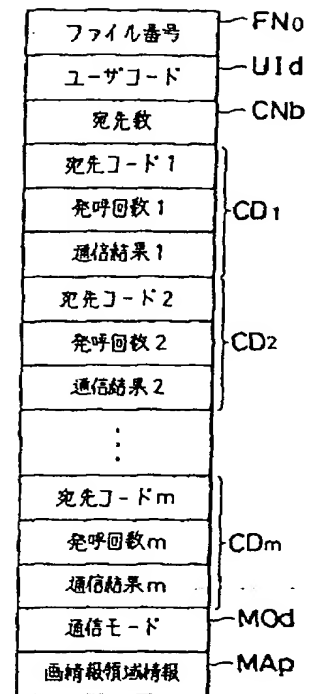 ファイル番号 FNo
ユーザコード UId
宛先数 CNb
宛先コード1
発呼回数1 CD1
通信結果1
宛先コード2
発呼回数2 CD2
通信結果2
⋮
宛先コードm
発呼回数m CDm
通信結果m
通信モード MOd
画情報領域情報 MAp